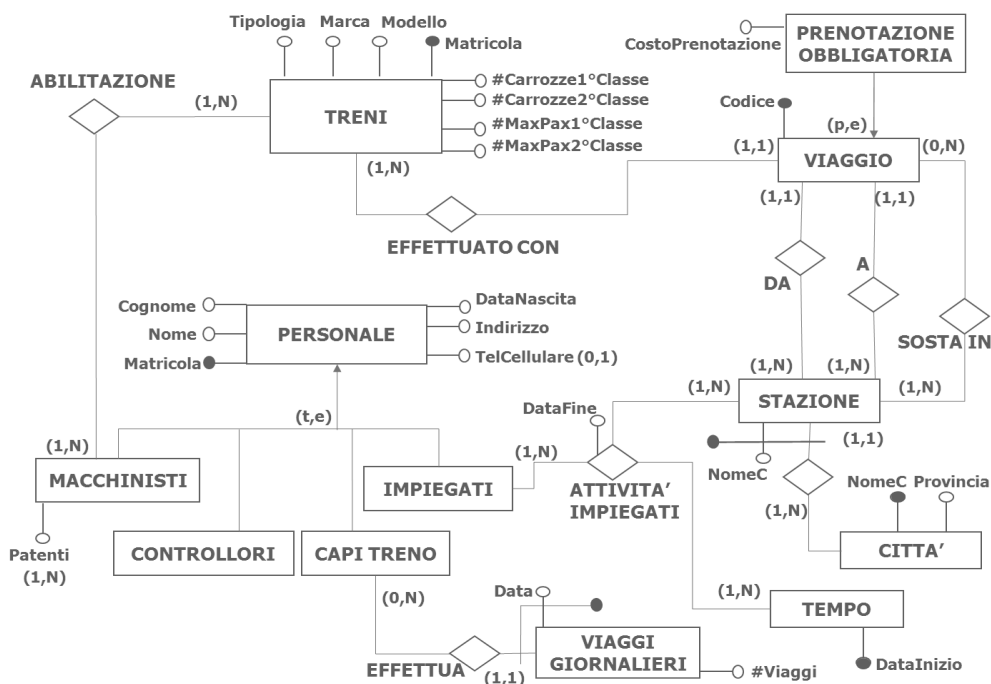 Tipologia Marca Modello
Matricola
CostoPrenotazione
PRENOTAZIONE
OBBLIGATORIA
ABILITAZIONE
(1,N)
TRENI
#Carrozze1°Classe
#Carrozze2°Classe
#MaxPax1°Classe
#MaxPax2°Classe
Codice
(p,e)
(1,N)
(1,1)
VIAGGIO
(0,N)
(1,1)
(1,1)
EFFETTUATO CON
DA
A
SOSTA IN
Cognome
Nome
Matricola
PERSONALE
DataNascita
Indirizzo
TelCellulare (0,1)
(t,e)
(1,N)
(1,N)
(1,N)
(1,N)
STAZIONE
DataFine
(1,N)
(1,N)
(1,1)
MACCHINISTI
IMPIEGATI
ATTIVITA’
IMPIEGATI
NomeC
NomeC Provincia
(1,N)
Patenti
(1,N)
CONTROLLORI
CAPI TRENO
CITTA’
(0,N)
Data
(1,N)
TEMPO
EFFETTUA
(1,1)
VIAGGI
GIORNALIERI
#Viaggi
DataInizio